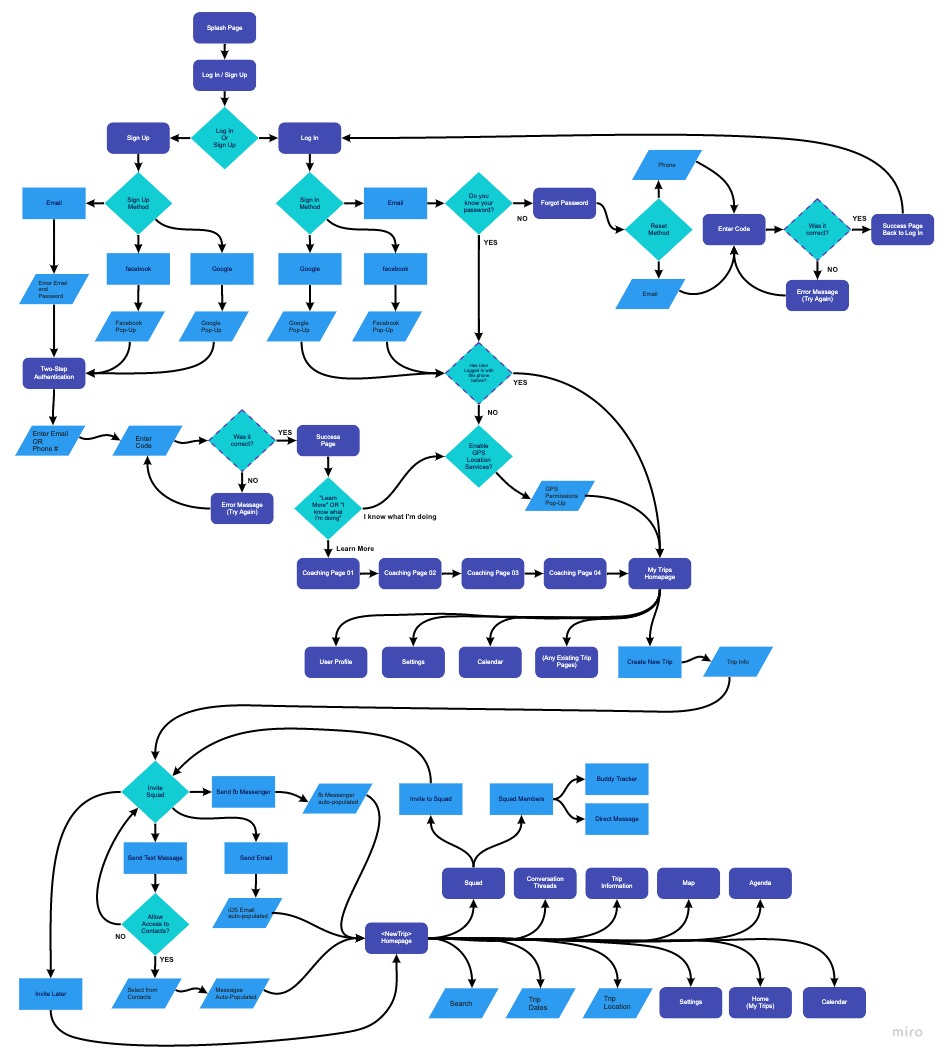 Splash Page
Log In / Sign Up
Log In
Or
Sign Up
Sign Up
Log In
Email
Sign Up
Method
Sign In
Method
Email
Do you
know your
password?
NO
YES
Forgot Password
Phone
Reset
Method
Email
Enter Code
Was it
correct?
YES
NO
Success Page
Back to Log In
Error Message
(Try Again)
Enter Email
and
Password
facebook
Google
Google
facebook
Facebook
Pop-Up
Google
Pop-Up
Google
Pop-Up
Facebook
Pop-Up
Two-Step
Authentication
Has User
Logged in with
this phone
before?
YES
NO
Enter Email
OR
Phone #
Enter
Code
Was it
correct?
YES
NO
Success
Page
Error Message
(Try Again)
Enable
GPS
Location
Services?
GPS
Permissions
Pop-Up
"Learn
More" OR "I
know what
I'm doing"
I know what I'm doing
Learn More
Coaching Page 01
Coaching Page 02
Coaching Page 03
Coaching Page 04
My Trips
Homepage
User Profile
Settings
Calendar
(Any Existing Trip
Pages)
Create New Trip
Trip Info
Invite
Squad
Send fb Messenger
fb Messenger
auto-populated
Invite to Squad
Squad Members
Buddy Tracker
Direct Message
Send Text Message
Send Email
Allow
Access to
Contacts?
NO
YES
iOS Email
auto-populated
Squad
Conversation
Threads
Trip
Information
Map
Agenda
<NewTrip>
Homepage
Invite Later
Select from
Contacts
Messages
Auto-Populated
Search
Trip
Dates
Trip
Location
Settings
Home
(My Trips)
Calendar
miro